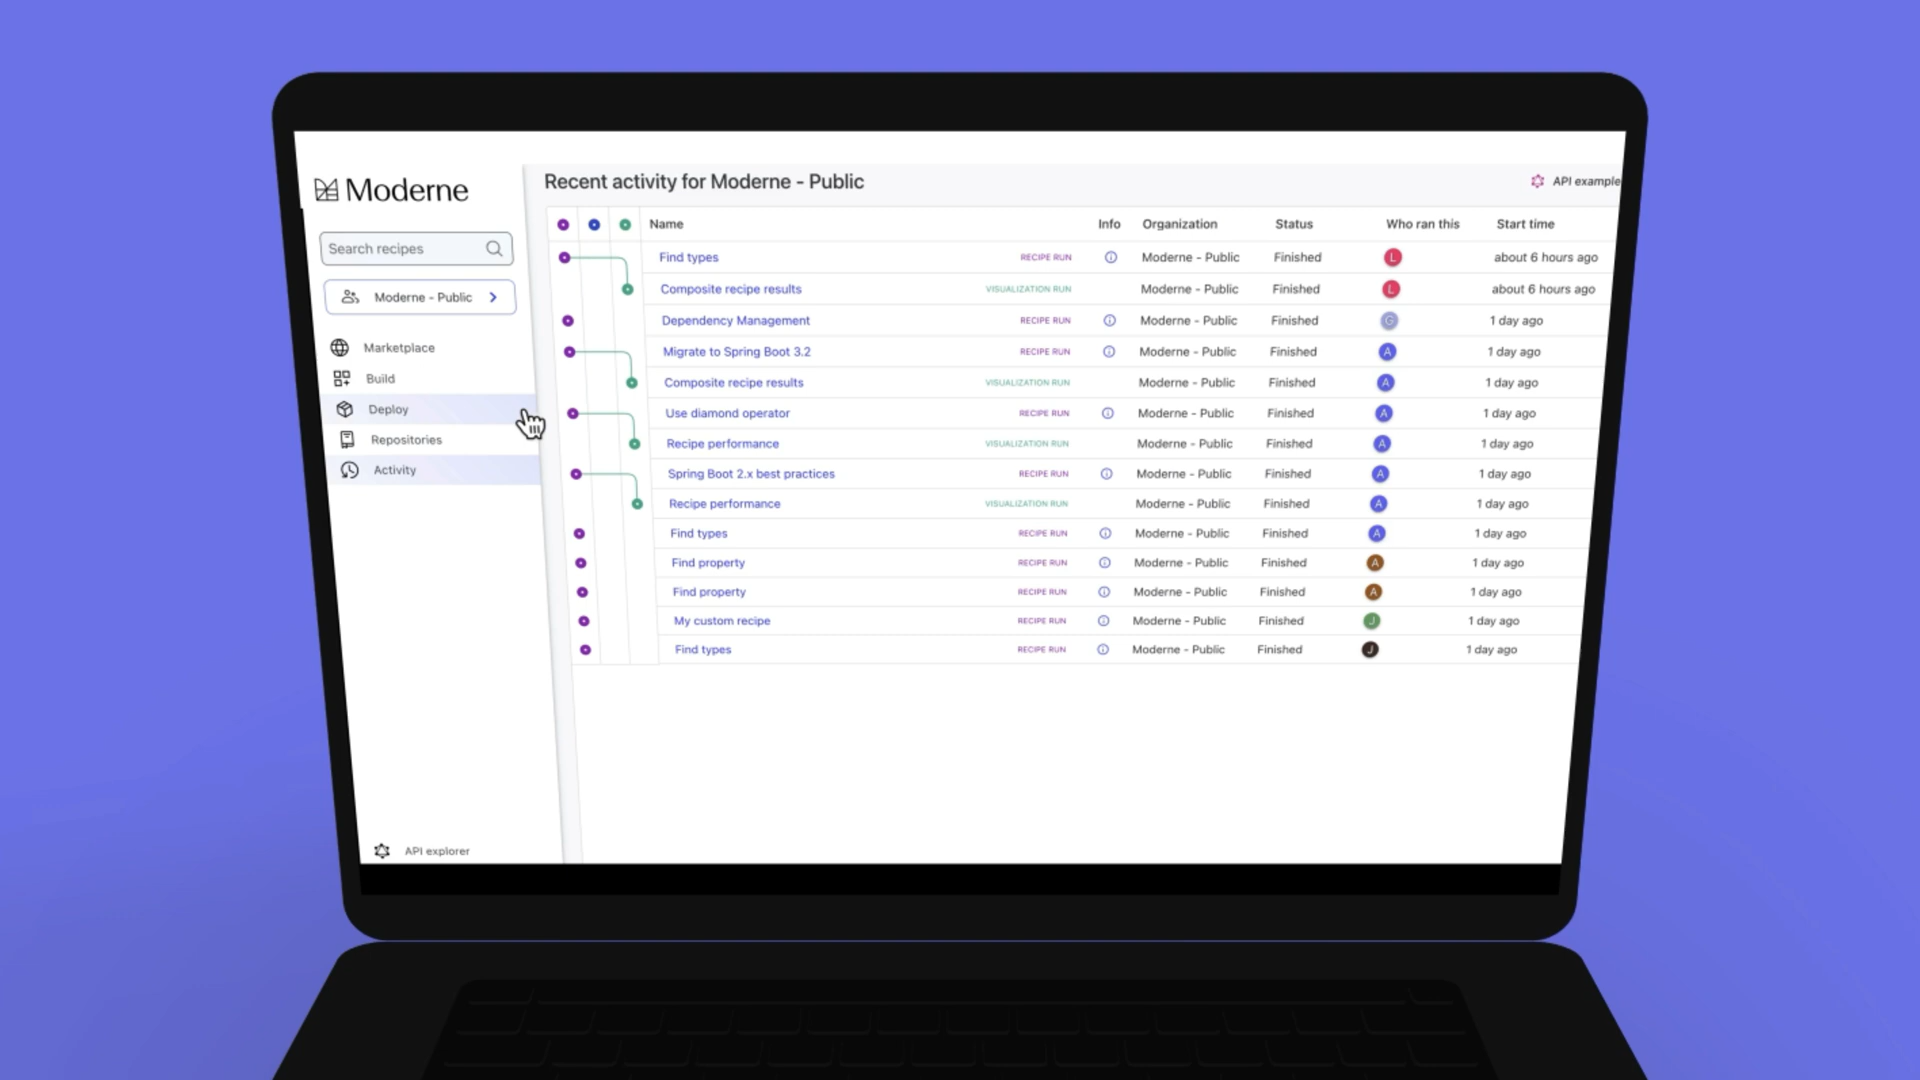 Moderne
Search recipes
Moderne - Public
Marketplace
Build
Deploy
Repositories
Activity
API explorer
Recent activity for Moderne - Public
API example
Name Info Organization Status Who ran this Start time
Find types RECIPE RUN Moderne - Public Finished L about 6 hours ago
Composite recipe results VISUALIZATION RUN Moderne - Public Finished L about 6 hours ago
Dependency Management RECIPE RUN Moderne - Public Finished G 1 day ago
Migrate to Spring Boot 3.2 RECIPE RUN Moderne - Public Finished A 1 day ago
Composite recipe results VISUALIZATION RUN Moderne - Public Finished A 1 day ago
Use diamond operator RECIPE RUN Moderne - Public Finished A 1 day ago
Recipe performance VISUALIZATION RUN Moderne - Public Finished A 1 day ago
Spring Boot 2.x best practices RECIPE RUN Moderne - Public Finished A 1 day ago
Recipe performance VISUALIZATION RUN Moderne - Public Finished A 1 day ago
Find types RECIPE RUN Moderne - Public Finished A 1 day ago
Find property RECIPE RUN Moderne - Public Finished A 1 day ago
Find property RECIPE RUN Moderne - Public Finished A 1 day ago
My custom recipe RECIPE RUN Moderne - Public Finished J 1 day ago
Find types RECIPE RUN Moderne - Public Finished J 1 day ago